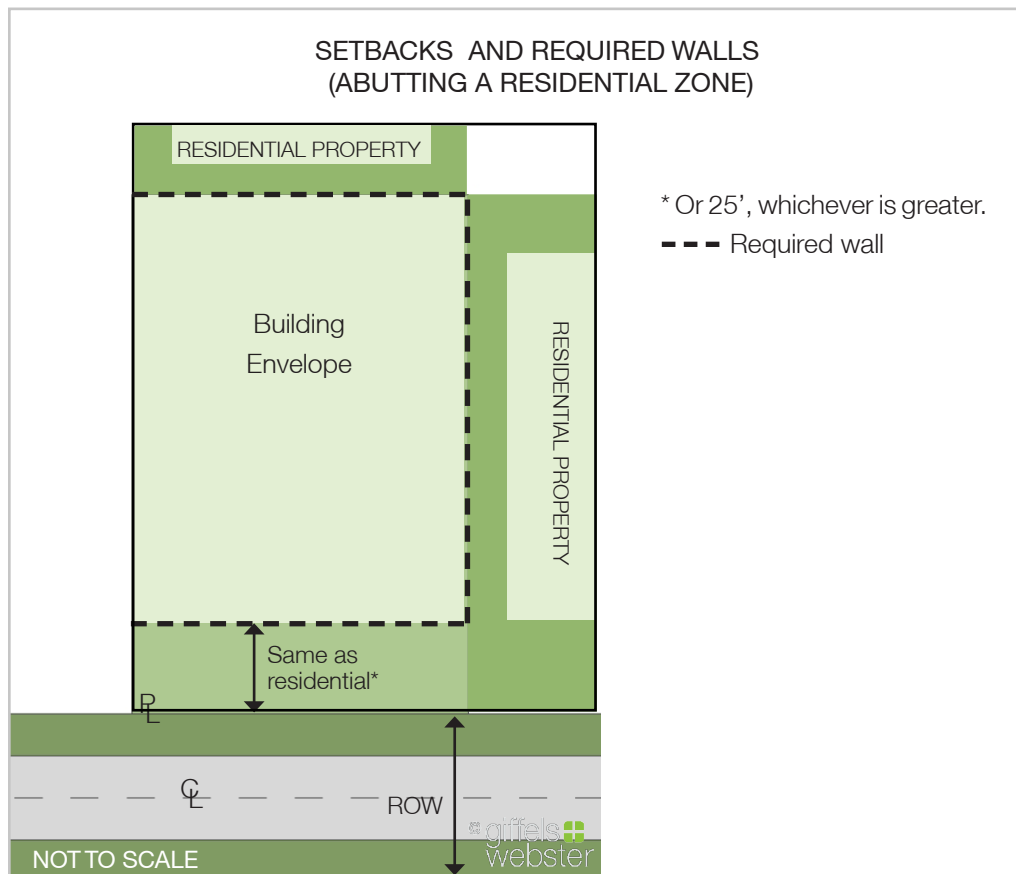 SETBACKS AND REQUIRED WALLS
(ABUTTING A RESIDENTIAL ZONE)
RESIDENTIAL PROPERTY
* Or 25’, whichever is greater.
Required wall
Building
Envelope
RESIDENTIAL PROPERTY
Same as
residential*
PL
CL
ROW
NOT TO SCALE
giffels
webster